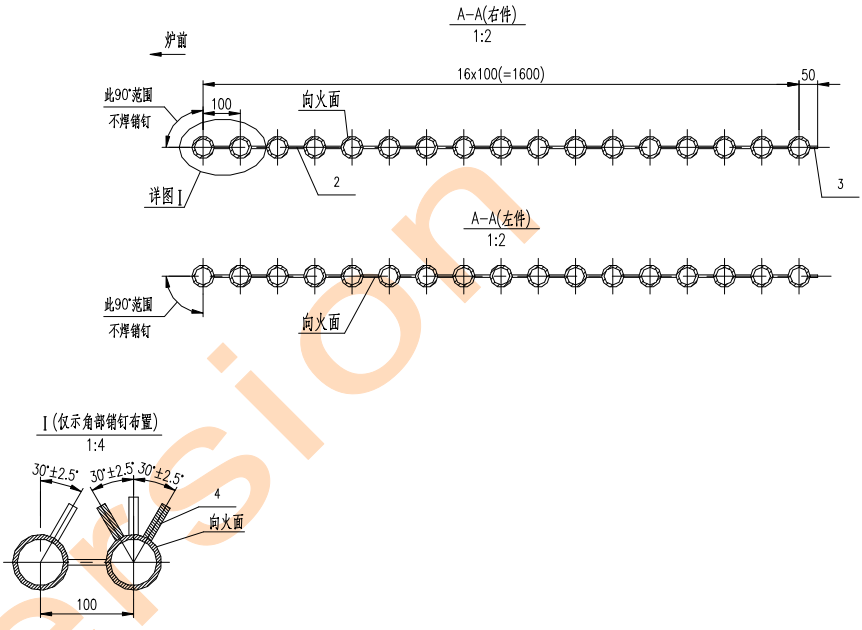 A-A(右件)
1:2
炉前
16x100(=1600)
50
此90°范围
不焊销钉
100
向火面
详图I
2
3
A-A(左件)
1:2
此90°范围
不焊销钉
向火面
I(仅示角部销钉布置)
1:4
30°±2.5°
30°±2.5°
30°±2.5°
4
向火面
100
ersion